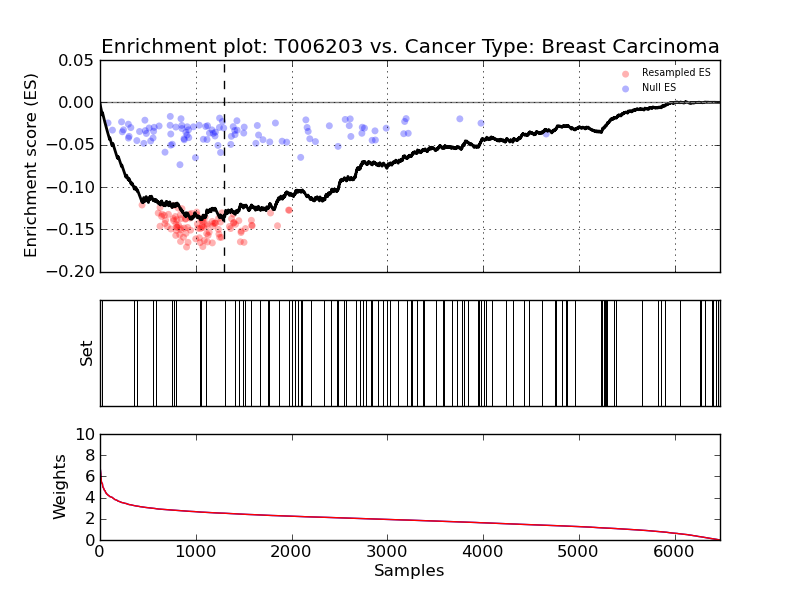 Enrichment plot: T006203 vs. Cancer Type: Breast Carcinoma
0.05
0.00
−0.05
−0.10
−0.15
−0.20
Enrichment score (ES)
Resampled ES
Null ES
Set
10
8
6
4
2
0
Weights
0
1000
2000
3000
4000
5000
6000
Samples